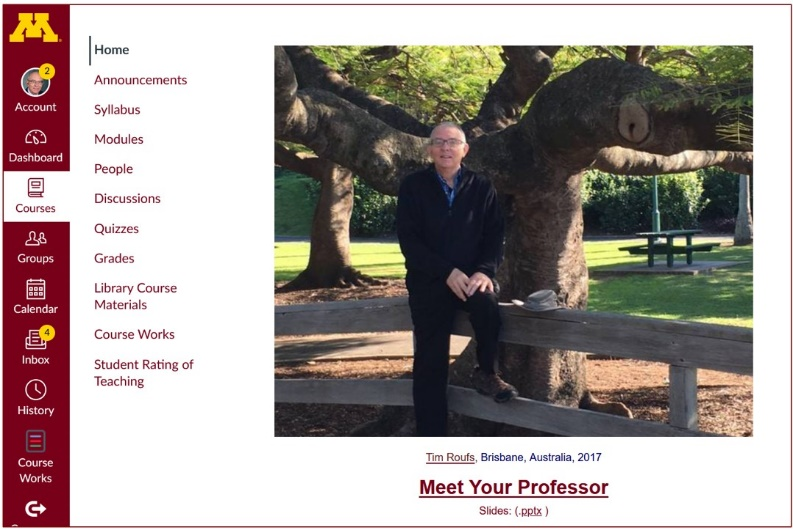 M
2
Account
Dashboard
Courses
Groups
Calendar
4
Inbox
History
Course
Works
Home
Announcements
Syllabus
Modules
People
Discussions
Quizzes
Grades
Library Course
Materials
Course Works
Student Rating of
Teaching
Tim Roufs, Brisbane, Australia, 2017
Meet Your Professor
Slides: (.pptx )